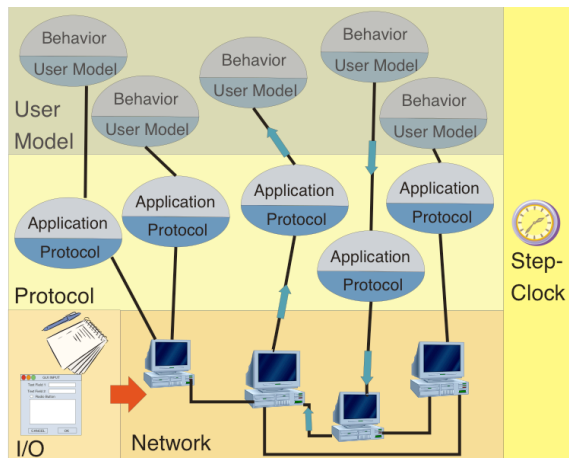 Behavior
User Model
Behavior
User Model
Behavior
User Model
Behavior
User Model
Behavior
User Model
User
Model
Application
Protocol
Application
Protocol
Application
Protocol
Application
Protocol
Application
Protocol
Protocol
Step-
Clock
CANCEL
I/O
Network